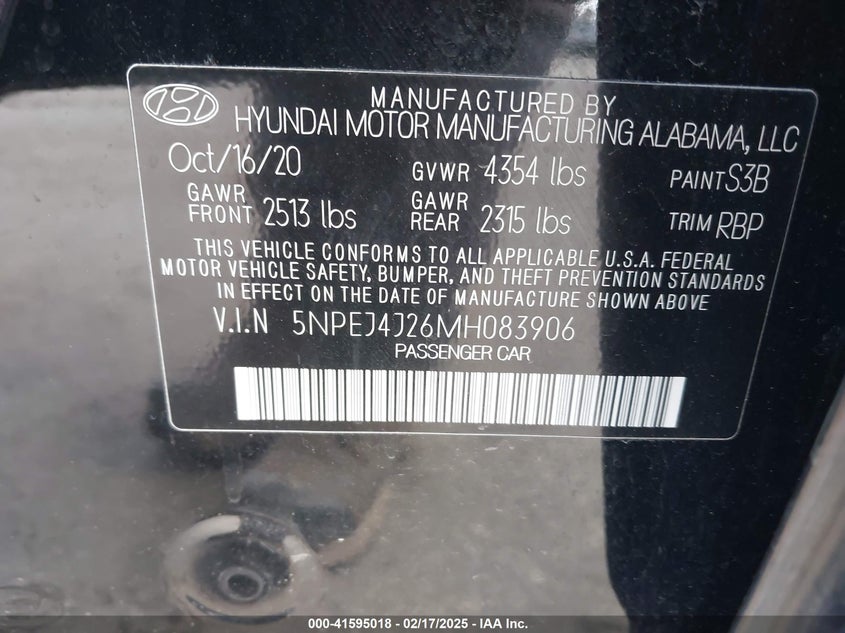 MANUFACTURED BY
HYUNDAI MOTOR MANUFACTURING ALABAMA, LLC
Oct/16/20 GVWR 4354 lbs PAINT S3B
GAWR FRONT 2513 lbs GAWR REAR 2315 lbs TRIM RBP
THIS VEHICLE CONFORMS TO ALL APPLICABLE U.S.A. FEDERAL
MOTOR VEHICLE SAFETY, BUMPER, AND THEFT PREVENTION STANDARDS
IN EFFECT ON THE DATE OF MANUFACTURE SHOWN ABOVE
V.I.N 5NPEJ4J26MH083906
PASSENGER CAR
000-41595018 - 02/17/2025 - IAA Inc.